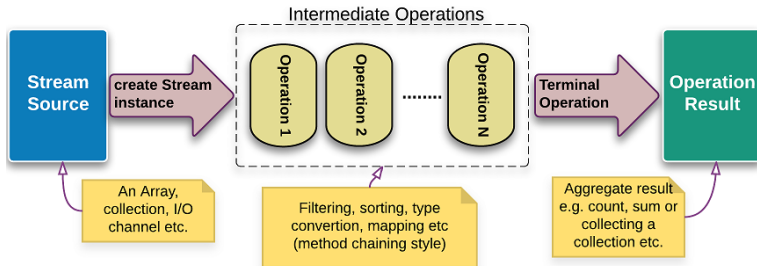 Intermediate Operations
Stream
Source
create Stream
instance
Operation 1
Operation 2
........
Operation N
Terminal
Operation
Operation
Result
An Array,
collection, I/O
channel etc.
Filtering, sorting, type
convertion, mapping etc
(method chaining style)
Aggregate result
e.g. count, sum or
collecting a
collection etc.